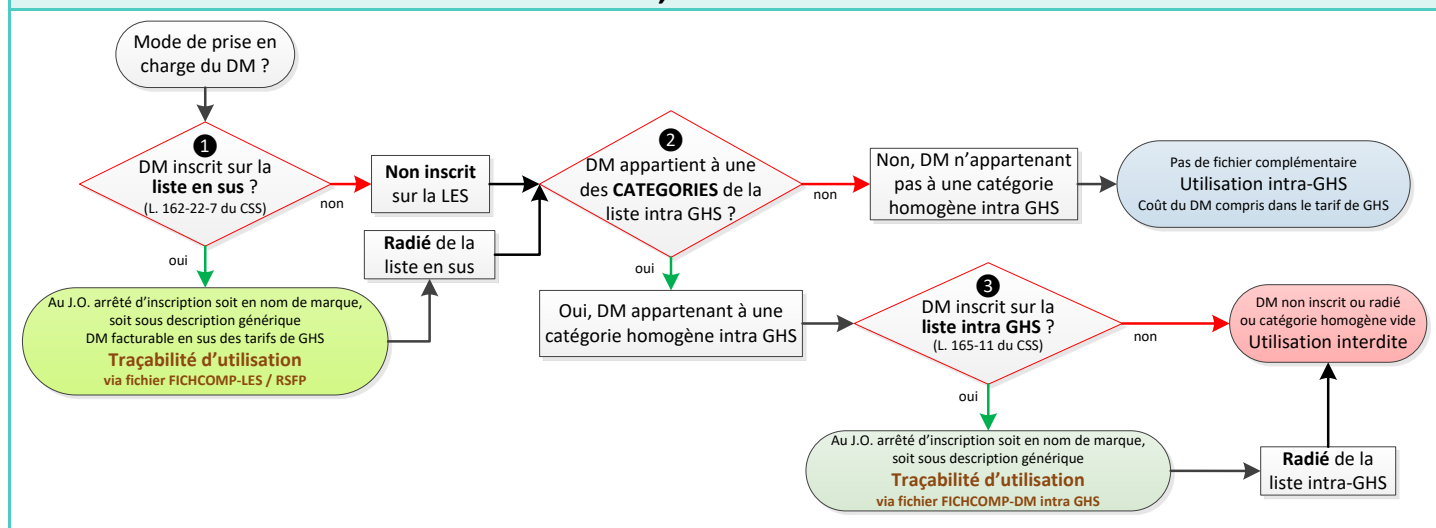 Mode de prise en
charge du DM ?
❶
DM inscrit sur la
liste en sus ?
(L. 162-22-7 du CSS)
non
oui
Non inscrit
sur la LES
Radié de la
liste en sus
Au J.O. arrêté d’inscription soit en nom de marque,
soit sous description générique
DM facturable en sus des tarifs de GHS
Traçabilité d’utilisation
via fichier FICHCOMP-LES / RSFP
❷
DM appartient à une
des CATEGORIES de la
liste intra GHS ?
non
oui
Non, DM n’appartenant
pas à une catégorie
homogène intra GHS
Pas de fichier complémentaire
Utilisation intra-GHS
Coût du DM compris dans le tarif de GHS
Oui, DM appartenant à une
catégorie homogène intra GHS
❸
DM inscrit sur la
liste intra GHS ?
(L. 165-11 du CSS)
non
oui
DM non inscrit ou radié
ou catégorie homogène vide
Utilisation interdite
Au J.O. arrêté d’inscription soit en nom de marque,
soit sous description générique
Traçabilité d’utilisation
via fichier FICHCOMP-DM intra GHS
Radié de la
liste intra-GHS